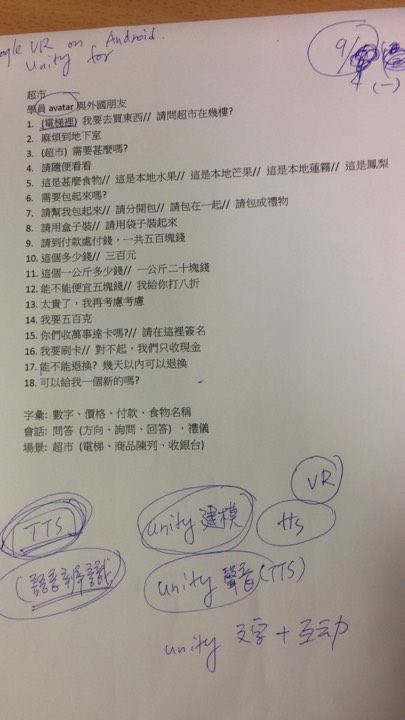 ogle VR on Android.
Unity for
9/
(一)
超市
學員 avatar 與外國朋友
1. (電梯裡) 我要去買東西// 請問超市在幾樓?
2. 麻煩到地下室
3. (超市) 需要甚麼嗎?
4. 請隨便看看
5. 這是甚麼食物// 這是本地水果// 這是本地芒果// 這是本地蓮霧// 這是鳳梨
6. 需要包起來嗎?
7. 請幫我包起來// 請分開包// 請包在一起// 請包成禮物
8. 請用盒子裝// 請用袋子裝起來
9. 請到付款處付錢，一共五百塊錢
10. 這個多少錢// 三百元
11. 這個一公斤多少錢// 一公斤二十塊錢
12. 能不能便宜五塊錢// 我給你打八折
13. 太貴了，我再考慮考慮
14. 我要五百克
15. 你們收萬事達卡嗎?// 請在這裡簽名
16. 我要刷卡// 對不起，我們只收現金
17. 能不能退換? 幾天以內可以退換
18. 可以給我一個新的嗎?
字彙: 數字、價格、付款、食物名稱
會話: 問答 (方向、詢問、回答) ，禮儀
場景: 超市 (電梯、商品陳列、收銀台)
VR
TTS
unity 建模
tts
語音辨識
unity 聲音(TTS)
unity 文字 + 互动